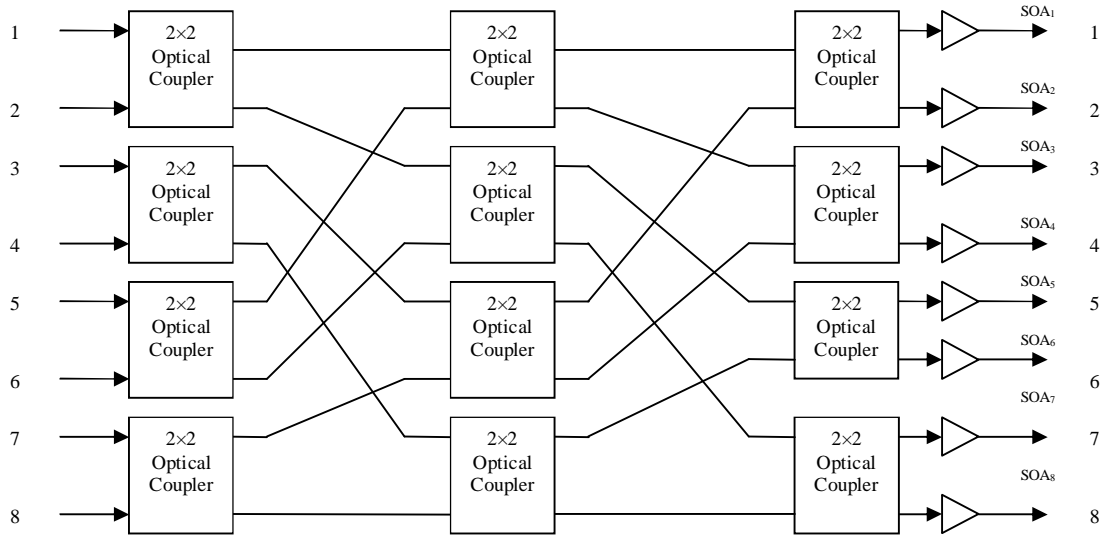 1
2
3
4
5
6
7
8
2×2
Optical
Coupler
2×2
Optical
Coupler
2×2
Optical
Coupler
2×2
Optical
Coupler
2×2
Optical
Coupler
2×2
Optical
Coupler
2×2
Optical
Coupler
2×2
Optical
Coupler
2×2
Optical
Coupler
2×2
Optical
Coupler
2×2
Optical
Coupler
2×2
Optical
Coupler
SOA₁
SOA₂
SOA₃
SOA₄
SOA₅
SOA₆
SOA₇
SOA₈
1
2
3
4
5
6
7
8